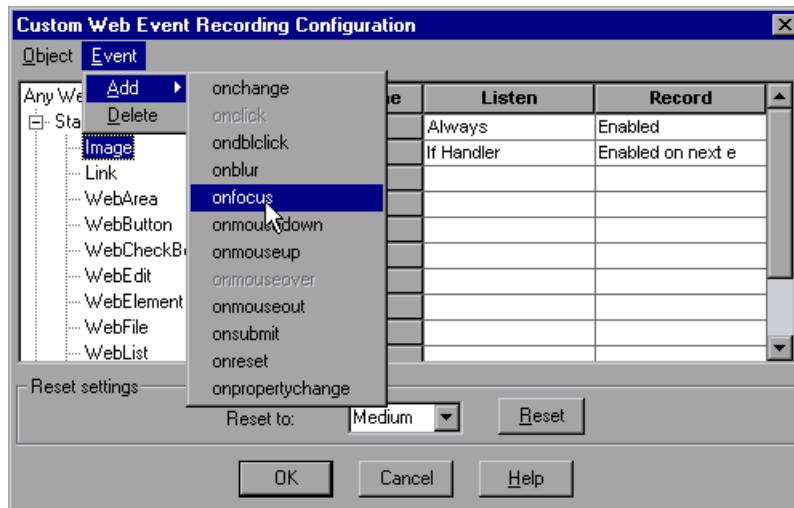 Custom Web Event Recording Configuration
Object Event
Any We
Add
onchange
Listen
Record
Sta
Delete
onclick
Always
Enabled
Image
ondblclick
If Handler
Enabled on next e
Link
onblur
WebArea
onfocus
WebButton
onmousedown
WebCheckB
onmouseup
WebEdit
onmouseover
WebElement
onmouseout
WebFile
onsubmit
WebList
onreset
Reset settings
onpropertychange
Reset to: Medium Reset
OK Cancel Help